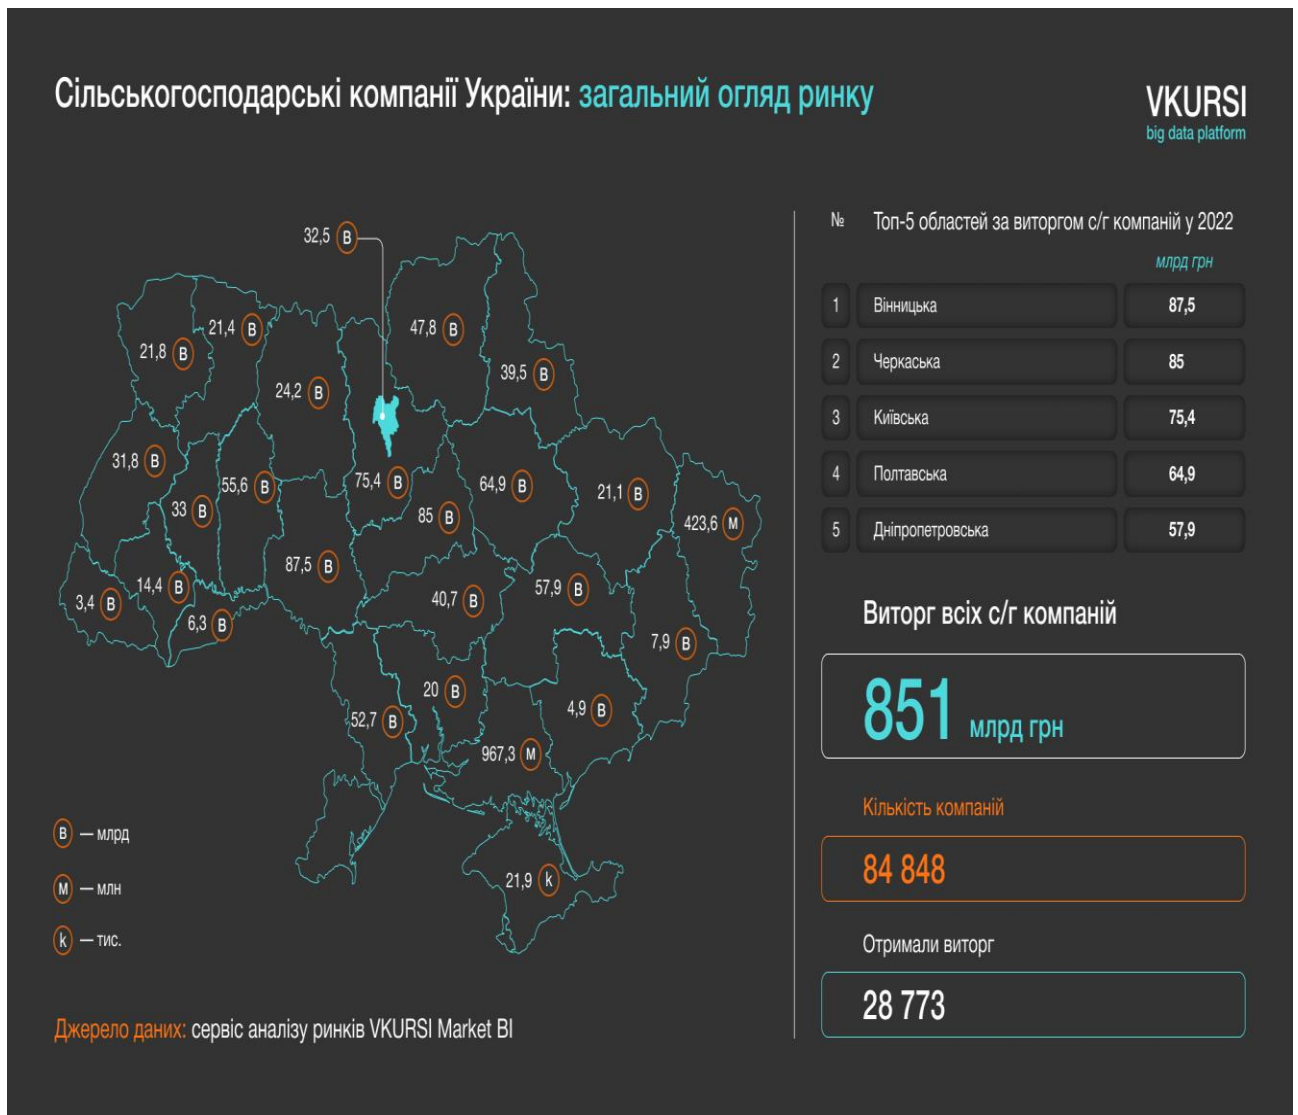 Сільськогосподарські компанії України: загальний огляд ринку
VKURSI
big data platform
32,5 B
47,8 B
21,4 B
21,8 B
39,5 B
24,2 B
31,8 B
55,6 B
75,4 B
64,9 B
21,1 B
33 B
85 B
423,6 M
87,5 B
14,4 B
57,9 B
3,4 B
40,7 B
6,3 B
7,9 B
20 B
4,9 B
52,7 B
967,3 M
21,9 k
B — млрд
M — млн
k — тис.
Джерело даних: сервіс аналізу ринків VKURSI Market BI
№ Топ-5 областей за виторгом с/г компаній у 2022
млрд грн
1 Вінницька 87,5
2 Черкаська 85
3 Київська 75,4
4 Полтавська 64,9
5 Дніпропетровська 57,9
Виторг всіх с/г компаній
851 млрд грн
Кількість компаній
84 848
Отримали виторг
28 773